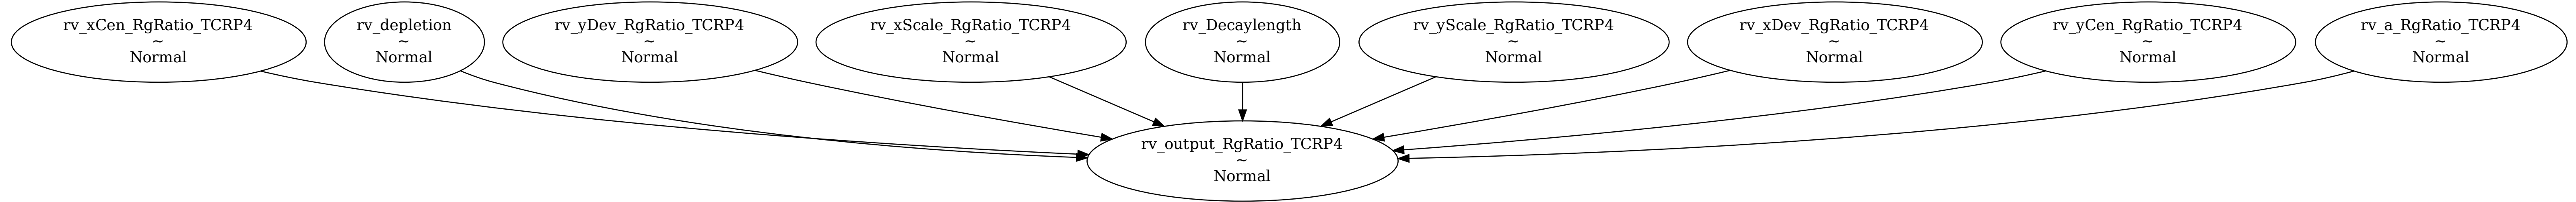 rv_xCen_RgRatio_TCRP4
~
Normal
rv_depletion
~
Normal
rv_yDev_RgRatio_TCRP4
~
Normal
rv_xScale_RgRatio_TCRP4
~
Normal
rv_Decaylength
~
Normal
rv_yScale_RgRatio_TCRP4
~
Normal
rv_xDev_RgRatio_TCRP4
~
Normal
rv_yCen_RgRatio_TCRP4
~
Normal
rv_a_RgRatio_TCRP4
~
Normal
rv_output_RgRatio_TCRP4
~
Normal